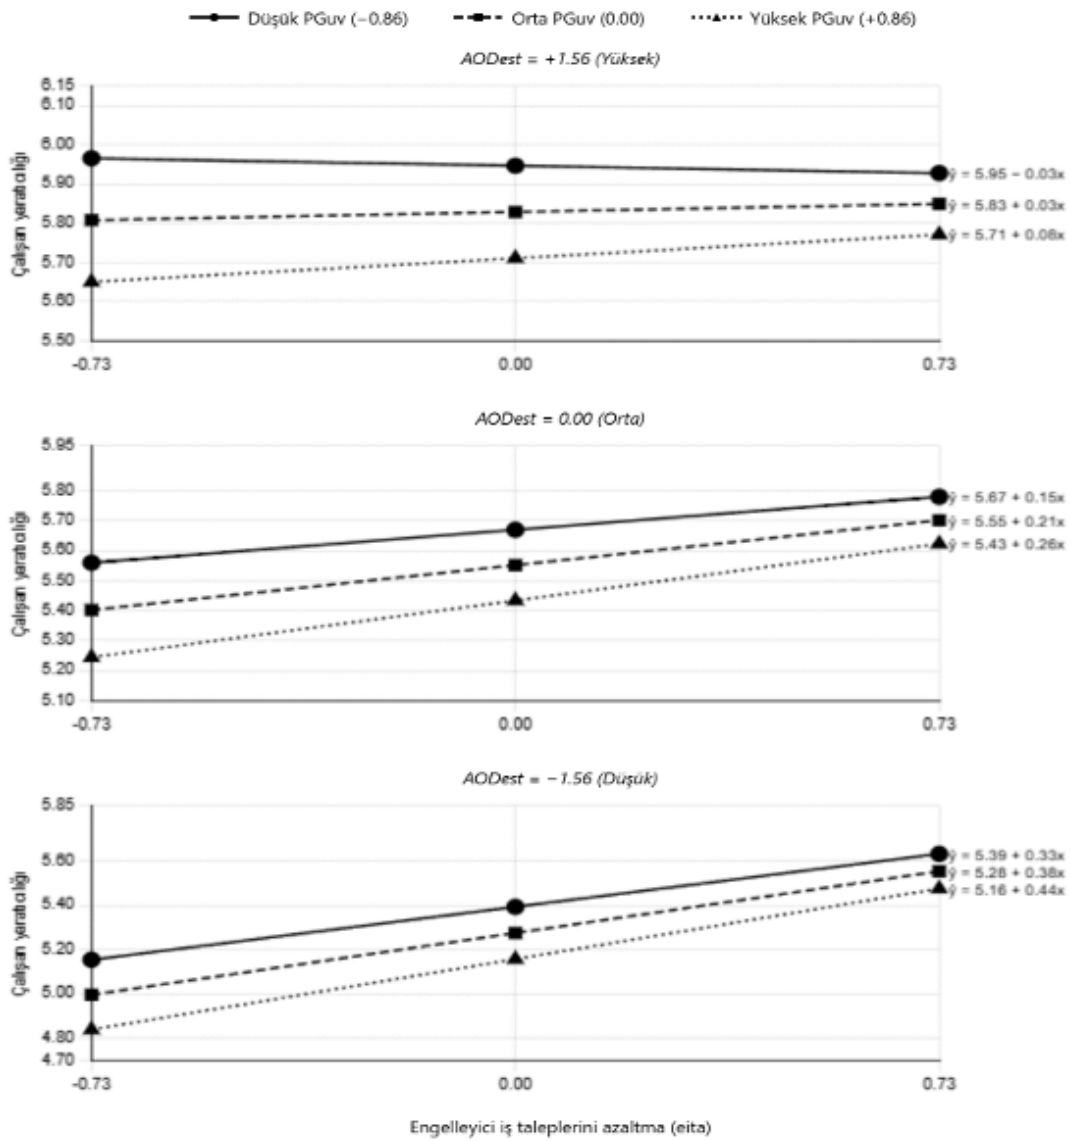 Düşük PGuv (−0.86) Orta PGuv (0.00) Yüksek PGuv (+0.86)
AODest = +1.56 (Yüksek)
Çalışan yaratıcılığı
6.15
6.10
6.00
5.90
5.80
5.70
5.60
5.50
-0.73 0.00 0.73
ŷ = 5.95 − 0.03x
ŷ = 5.83 + 0.03x
ŷ = 5.71 + 0.08x
AODest = 0.00 (Orta)
Çalışan yaratıcılığı
5.95
5.80
5.70
5.60
5.50
5.40
5.30
5.20
5.10
-0.73 0.00 0.73
ŷ = 5.67 + 0.15x
ŷ = 5.55 + 0.21x
ŷ = 5.43 + 0.26x
AODest = −1.56 (Düşük)
Çalışan yaratıcılığı
5.85
5.60
5.40
5.20
5.00
4.80
4.70
-0.73 0.00 0.73
ŷ = 5.39 + 0.33x
ŷ = 5.28 + 0.38x
ŷ = 5.16 + 0.44x
Engelleyici iş taleplerini azaltma (eita)